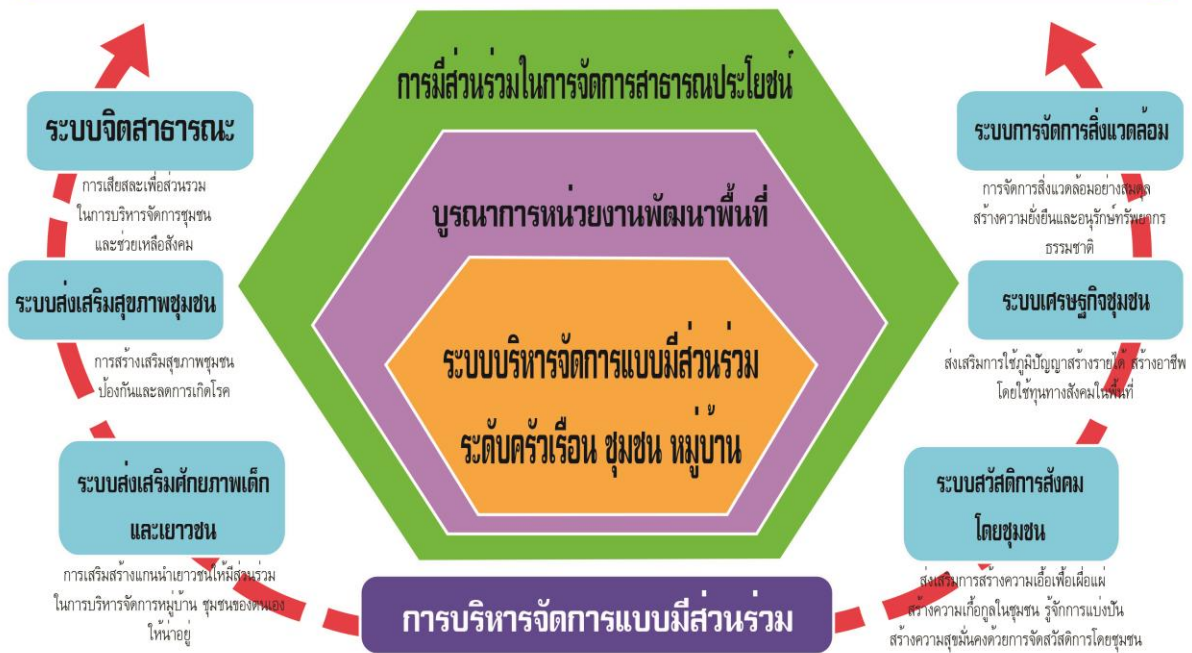 การมีส่วนร่วมในการจัดการสาธารณประโยชน์
บูรณาการหน่วยงานพัฒนาพื้นที่
ระบบบริหารจัดการแบบมีส่วนร่วม
ระดับครัวเรือน ชุมชน หมู่บ้าน
ระบบจิตสาธารณะ
การเสียสละเพื่อส่วนรวม
ในการบริหารจัดการชุมชน
และช่วยเหลือสังคม
ระบบส่งเสริมสุขภาพชุมชน
การสร้างเสริมสุขภาพชุมชน
ป้องกันและลดการเกิดโรค
ระบบส่งเสริมศักยภาพเด็ก
และเยาวชน
การเสริมสร้างแกนนำเยาวชนให้มีส่วนร่วม
ในการบริหารจัดการหมู่บ้าน ชุมชนของตนเอง
ให้น่าอยู่
การบริหารจัดการแบบมีส่วนร่วม
ระบบการจัดการสิ่งแวดล้อม
การจัดการสิ่งแวดล้อมอย่างสมดุล
สร้างความยั่งยืนและอนุรักษ์ทรัพยากร
ธรรมชาติ
ระบบเศรษฐกิจชุมชน
ส่งเสริมการใช้ภูมิปัญญาสร้างรายได้ สร้างอาชีพ
โดยใช้ทุนทางสังคมในพื้นที่
ระบบสวัสดิการสังคม
โดยชุมชน
ส่งเสริมการสร้างความเอื้อเฟื้อเผื่อแผ่
สร้างความเกื้อกูลในชุมชน รู้จักการแบ่งปัน
สร้างความสุขมั่นคงด้วยการจัดสวัสดิการโดยชุมชน